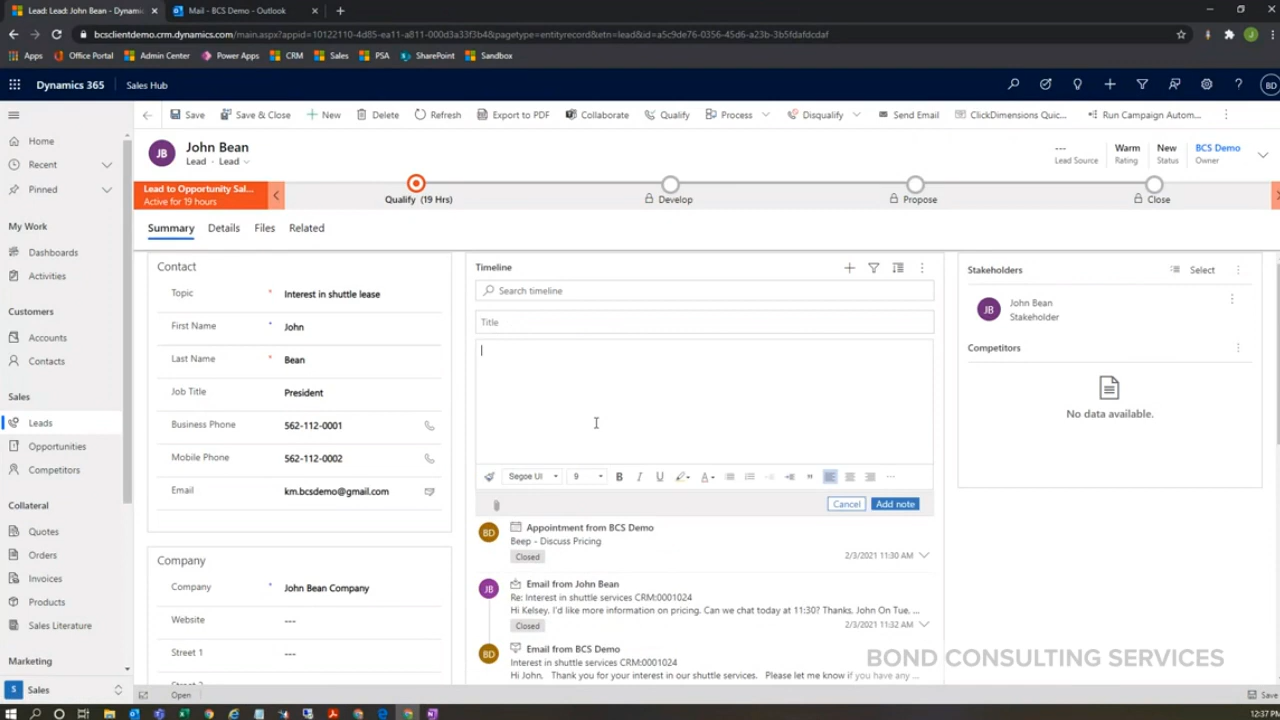 Lead: Lead: John Bean - Dynami
Mail - BCS Demo - Outlook
bcsclientdemo.crm.dynamics.com/main.aspx?appid=10122110-4d85-ea11-a811-000d3a33f3b4&pagetype=entityrecord&etn=lead&id=a5c9de76-0356-45d6-a23b-3b5fdafdcdaf
Apps
Office Portal
Admin Center
Power Apps
CRM
Sales
PSA
SharePoint
Sandbox
Dynamics 365
Sales Hub
BD
Save
Save & Close
New
Delete
Refresh
Export to PDF
Collaborate
Qualify
Process
Disqualify
Send Email
ClickDimensions Quic...
Run Campaign Autom...
Home
Recent
Pinned
My Work
Dashboards
Activities
Customers
Accounts
Contacts
Sales
Leads
Opportunities
Competitors
Collateral
Quotes
Orders
Invoices
Products
Sales Literature
Marketing
S Sales
JB
John Bean
Lead · Lead
---
Lead Source
Warm
Rating
New
Status
BCS Demo
Owner
Lead to Opportunity Sal...
Active for 19 hours
Qualify (19 Hrs)
Develop
Propose
Close
Summary
Details
Files
Related
Contact
Topic * Interest in shuttle lease
First Name * John
Last Name * Bean
Job Title President
Business Phone 562-112-0001
Mobile Phone 562-112-0002
Email km.bcsdemo@gmail.com
Company
Company * John Bean Company
Website ---
Street 1 ---
Timeline
Search timeline
Title
Segoe UI
9
B I U
A
Cancel
Add note
BD
Appointment from BCS Demo
Beep - Discuss Pricing
Closed
2/3/2021 11:30 AM
JB
Email from John Bean
Re: Interest in shuttle services CRM:0001024
Hi Kelsey. I'd like more information on pricing. Can we chat today at 11:30? Thanks. John On Tue, ...
Closed
2/3/2021 11:32 AM
BD
Email from BCS Demo
Interest in shuttle services CRM:0001024
Hi John, Thank you for your interest in our shuttle services. Please let me know if you have any ...
Stakeholders
Select
JB
John Bean
Stakeholder
Competitors
No data available.
BOND CONSULTING SERVICES
Open
Save
12:37 PM